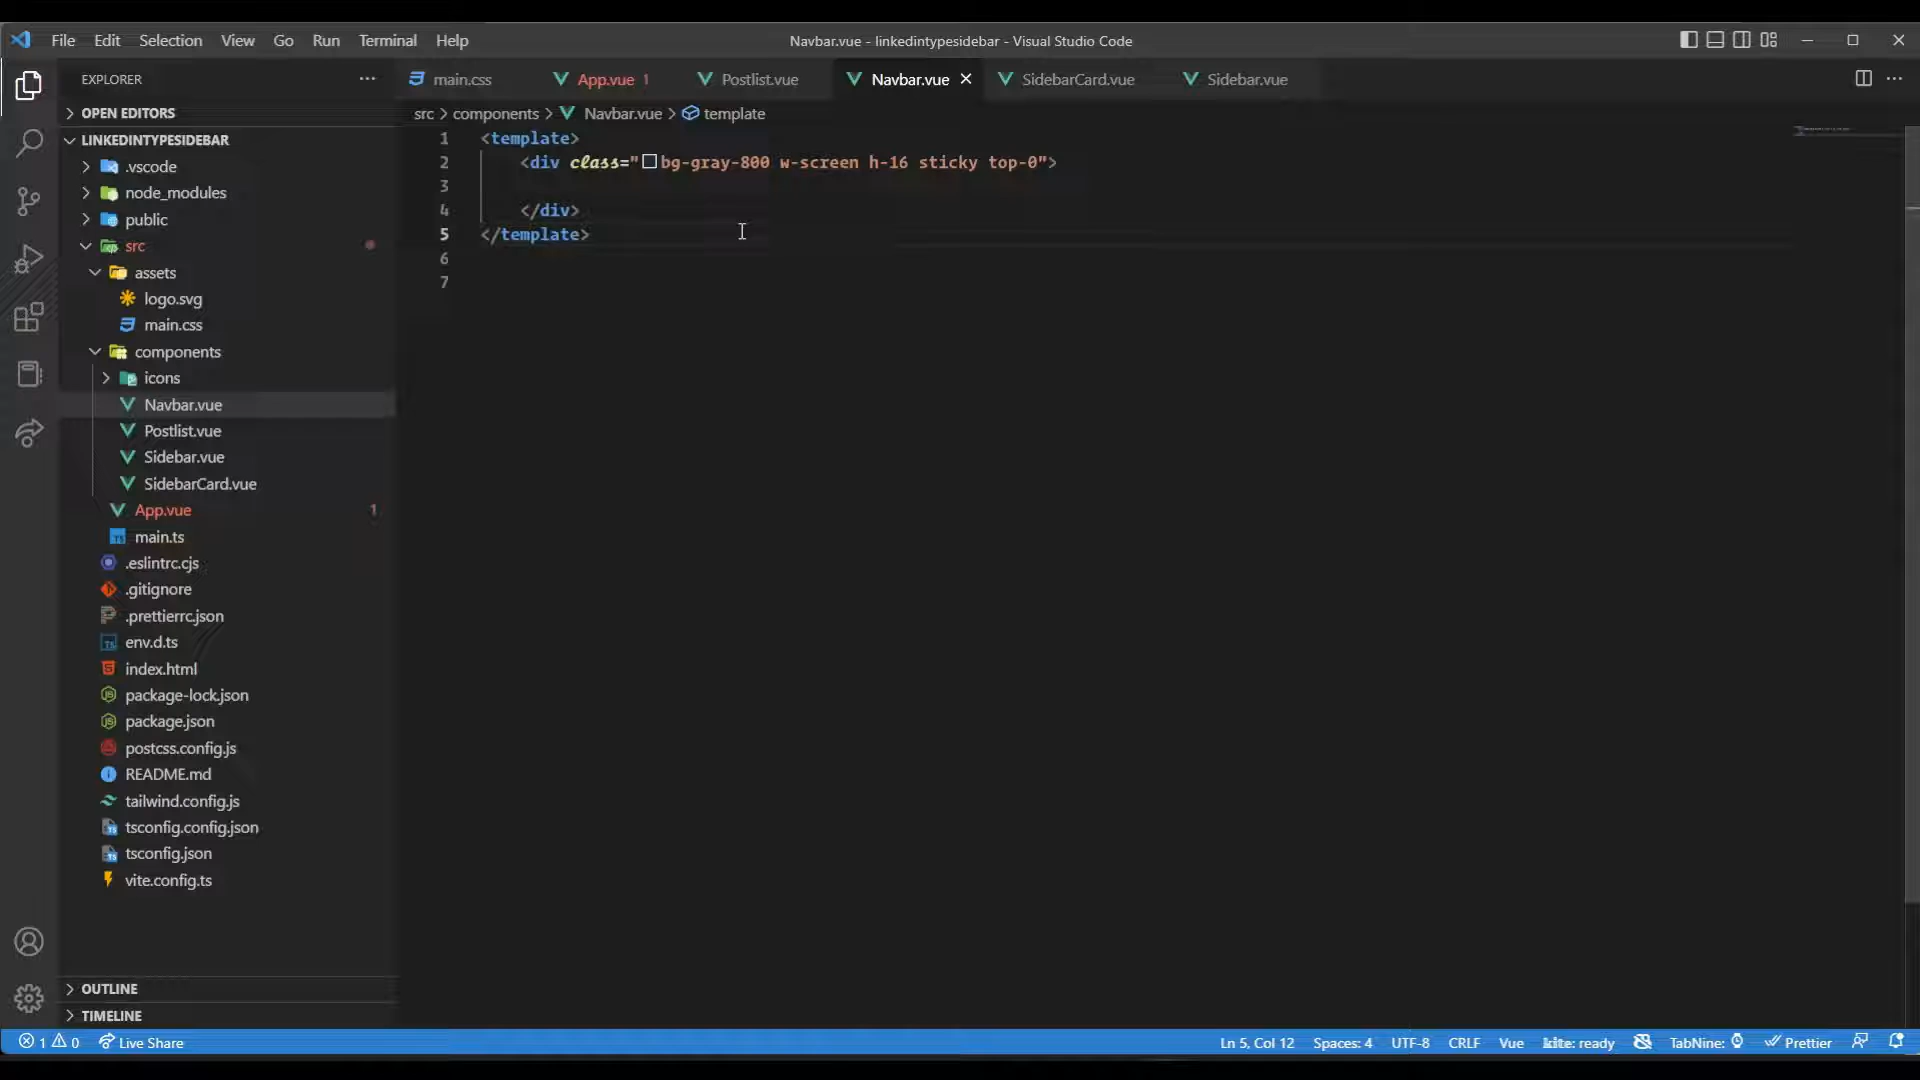 File Edit Selection View Go Run Terminal Help
Navbar.vue - linkedintypesidebar - Visual Studio Code
EXPLORER
main.css
App.vue 1
Postlist.vue
Navbar.vue
SidebarCard.vue
Sidebar.vue
OPEN EDITORS
src > components > Navbar.vue > template
LINKEDINTYPESIDEBAR
.vscode
node_modules
public
src
assets
logo.svg
main.css
components
icons
Navbar.vue
Postlist.vue
Sidebar.vue
SidebarCard.vue
App.vue 1
main.ts
.eslintrc.cjs
.gitignore
.prettierrc.json
env.d.ts
index.html
package-lock.json
package.json
postcss.config.js
README.md
tailwind.config.js
tsconfig.config.json
tsconfig.json
vite.config.ts
OUTLINE
TIMELINE
1 <template>
2 <div class="bg-gray-800 w-screen h-16 sticky top-0">
3
4 </div>
5 </template>
6
7
1 0 Live Share
Ln 5, Col 12 Spaces: 4 UTF-8 CRLF Vue kite: ready TabNine: Prettier